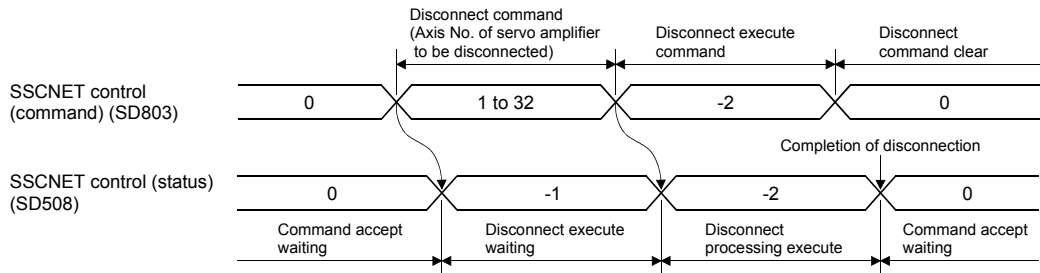 Disconnect command
(Axis No. of servo amplifier
to be disconnected)
Disconnect execute
command
Disconnect
command clear
SSCNET control
(command) (SD803)
0
1 to 32
-2
0
Completion of disconnection
SSCNET control (status)
(SD508)
0
-1
-2
0
Command accept
waiting
Disconnect execute
waiting
Disconnect
processing execute
Command accept
waiting